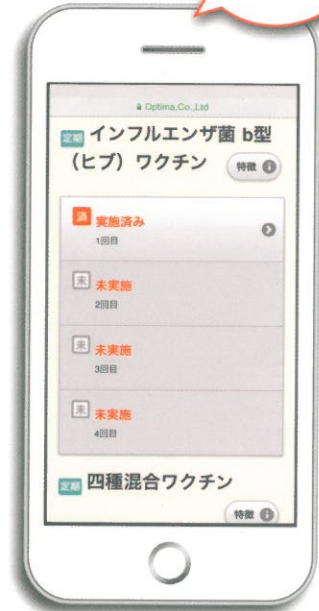 Optima,Co.,Ltd
定期 インフルエンザ菌 b型
（ヒブ）ワクチン 特徴
済 実施済み
1回目
未 未実施
2回目
未 未実施
3回目
未 未実施
4回目
定期 四種混合ワクチン
特徴